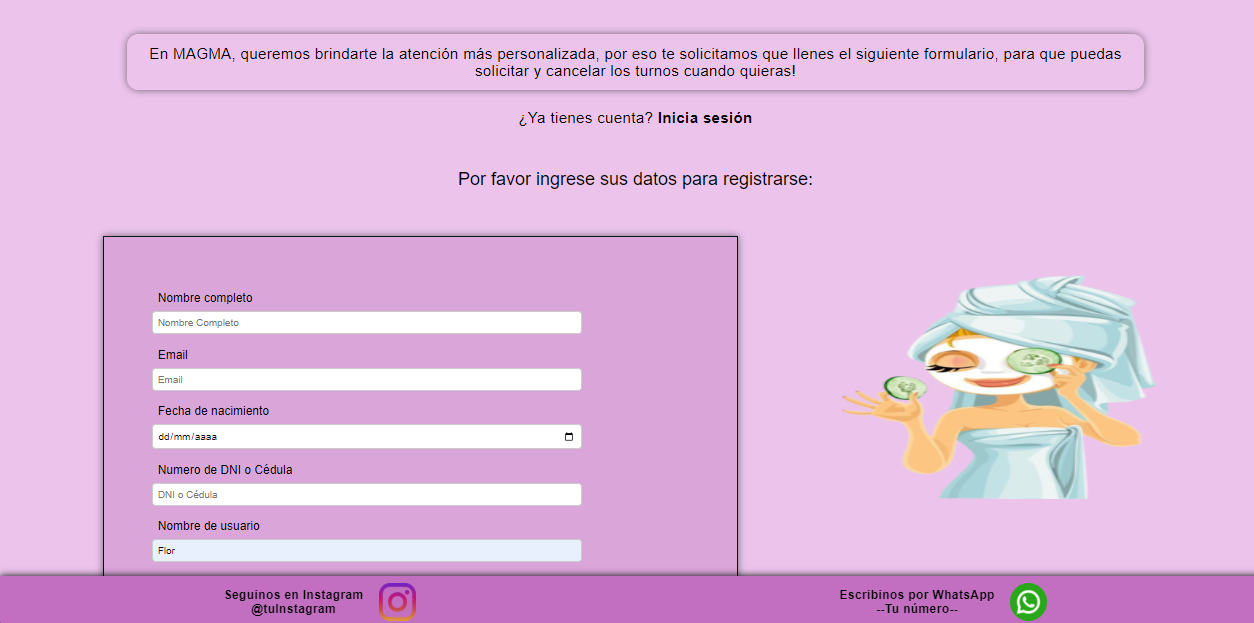 En MAGMA, queremos brindarte la atención más personalizada, por eso te solicitamos que llenes el siguiente formulario, para que puedas
solicitar y cancelar los turnos cuando quieras!
¿Ya tienes cuenta? Inicia sesión
Por favor ingrese sus datos para registrarse:
Nombre completo
Nombre Completo
Email
Email
Fecha de nacimiento
dd/mm/aaaa
Numero de DNI o Cédula
DNI o Cédula
Nombre de usuario
Flor
Seguinos en Instagram
@tuInstagram
Escribinos por WhatsApp
--Tu número--